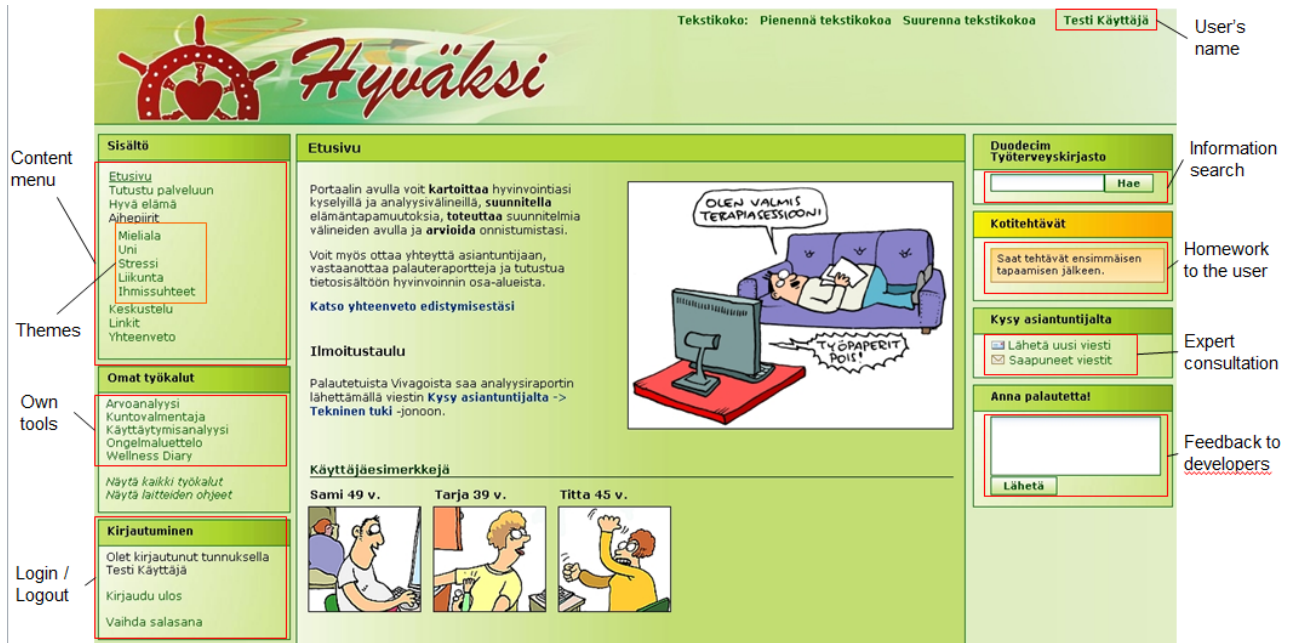 Tekstikoko: Pienennä tekstikokoa Suurenna tekstikokoa Testi Käyttäjä
User's
name
Hyväksi
Content
menu
Sisältö
Etusivu
Tutustu palveluun
Hyvä elämä
Aihepiirit
Mieliala
Uni
Stressi
Liikunta
Ihmissuhteet
Keskustelu
Linkit
Yhteenveto
Themes
Omat työkalut
Arvoanalyysi
Kuntovalmentaja
Käyttäytymisanalyysi
Ongelmaluettelo
Wellness Diary
Näytä kaikki työkalut
Näytä laitteiden ohjeet
Own
tools
Kirjautuminen
Olet kirjautunut tunnuksella
Testi Käyttäjä
Kirjaudu ulos
Vaihda salasana
Login /
Logout
Etusivu
Portaalin avulla voit kartoittaa hyvinvointiasi
kyselyillä ja analyysivälineillä, suunnitella
elämäntapamuutoksia, toteuttaa suunnitelmia
välineiden avulla ja arvioida onnistumistasi.
Voit myös ottaa yhteyttä asiantuntijaan,
vastaanottaa palauteraportteja ja tutustua
tietosisältöön hyvinvoinnin osa-alueista.
Katso yhteenveto edistymisestäsi
Ilmoitustaulu
Palautetuista Vivagoista saa analyysiraportin
lähettämällä viestin Kysy asiantuntijalta ->
Tekninen tuki -jonoon.
OLEN VALMIS
TERAPIASESSIOONI
TYÖPAPERIT
POIS!
Käyttäjäesimerkkejä
Sami 49 v. Tarja 39 v. Titta 45 v.
Duodecim
Työterveyskirjasto
Hae
Information
search
Kotitehtävät
Saat tehtävät ensimmäisen
tapaamisen jälkeen.
Homework
to the user
Kysy asiantuntijalta
Lähetä uusi viesti
Saapuneet viestit
Expert
consultation
Anna palautetta!
Lähetä
Feedback to
developers